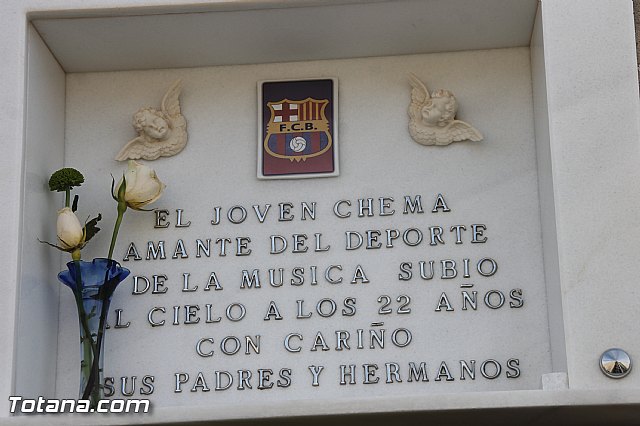 F.C.B.
EL JOVEN CHEMA
AMANTE DEL DEPORTE
DE LA MUSICA SUBIO
AL CIELO A LOS 22 AÑOS
CON CARIÑO
SUS PADRES Y HERMANOS
Totana.com